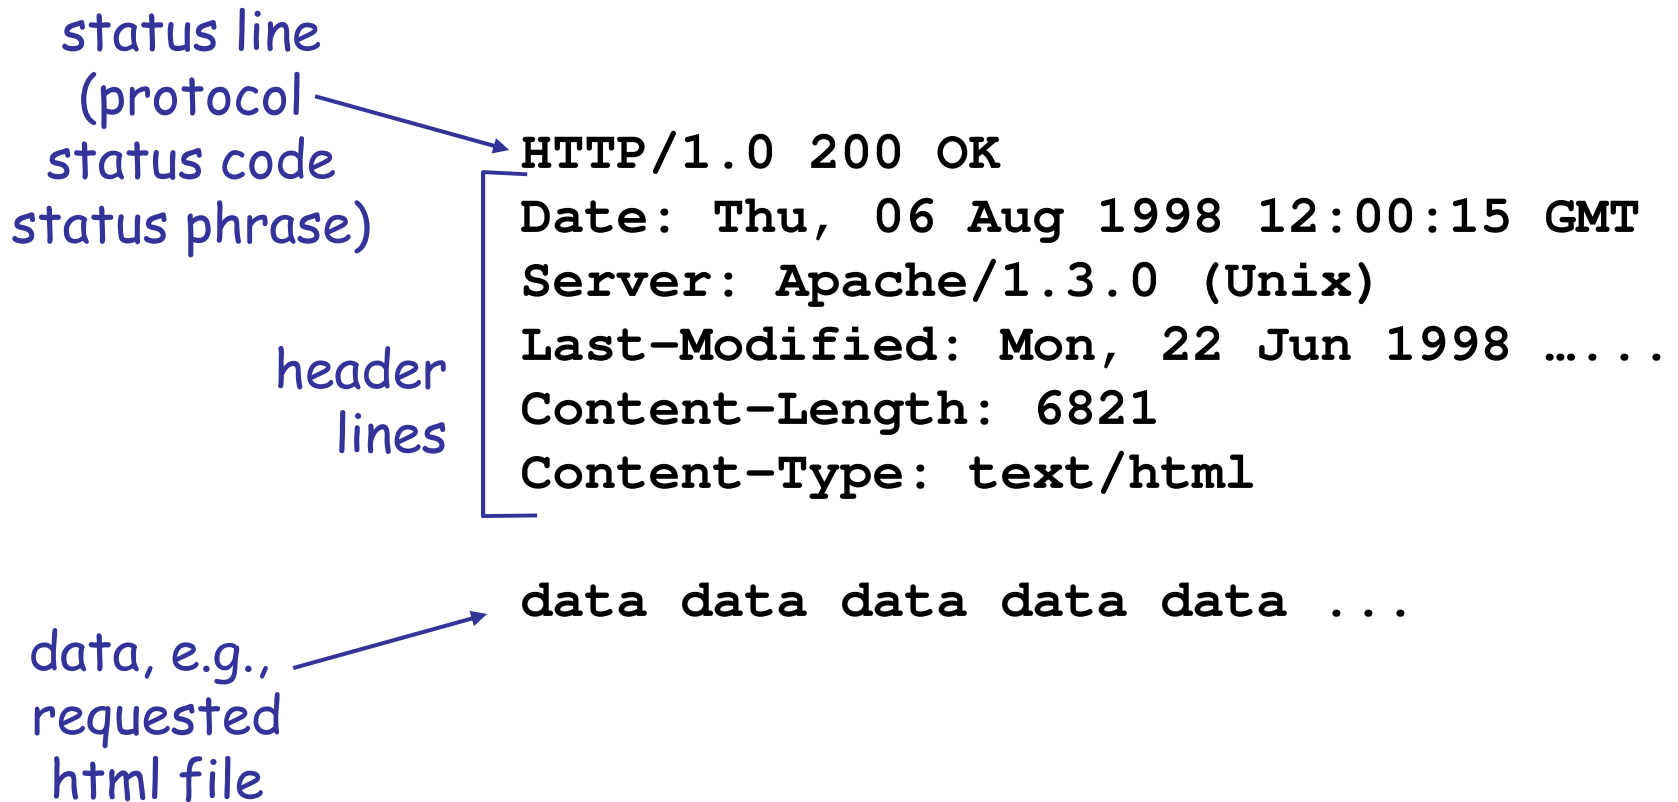 status line
(protocol
status code
status phrase)
HTTP/1.0 200 OK
Date: Thu, 06 Aug 1998 12:00:15 GMT
Server: Apache/1.3.0 (Unix)
Last-Modified: Mon, 22 Jun 1998 …...
Content-Length: 6821
Content-Type: text/html
header
lines
data data data data data ...
data, e.g.,
requested
html file